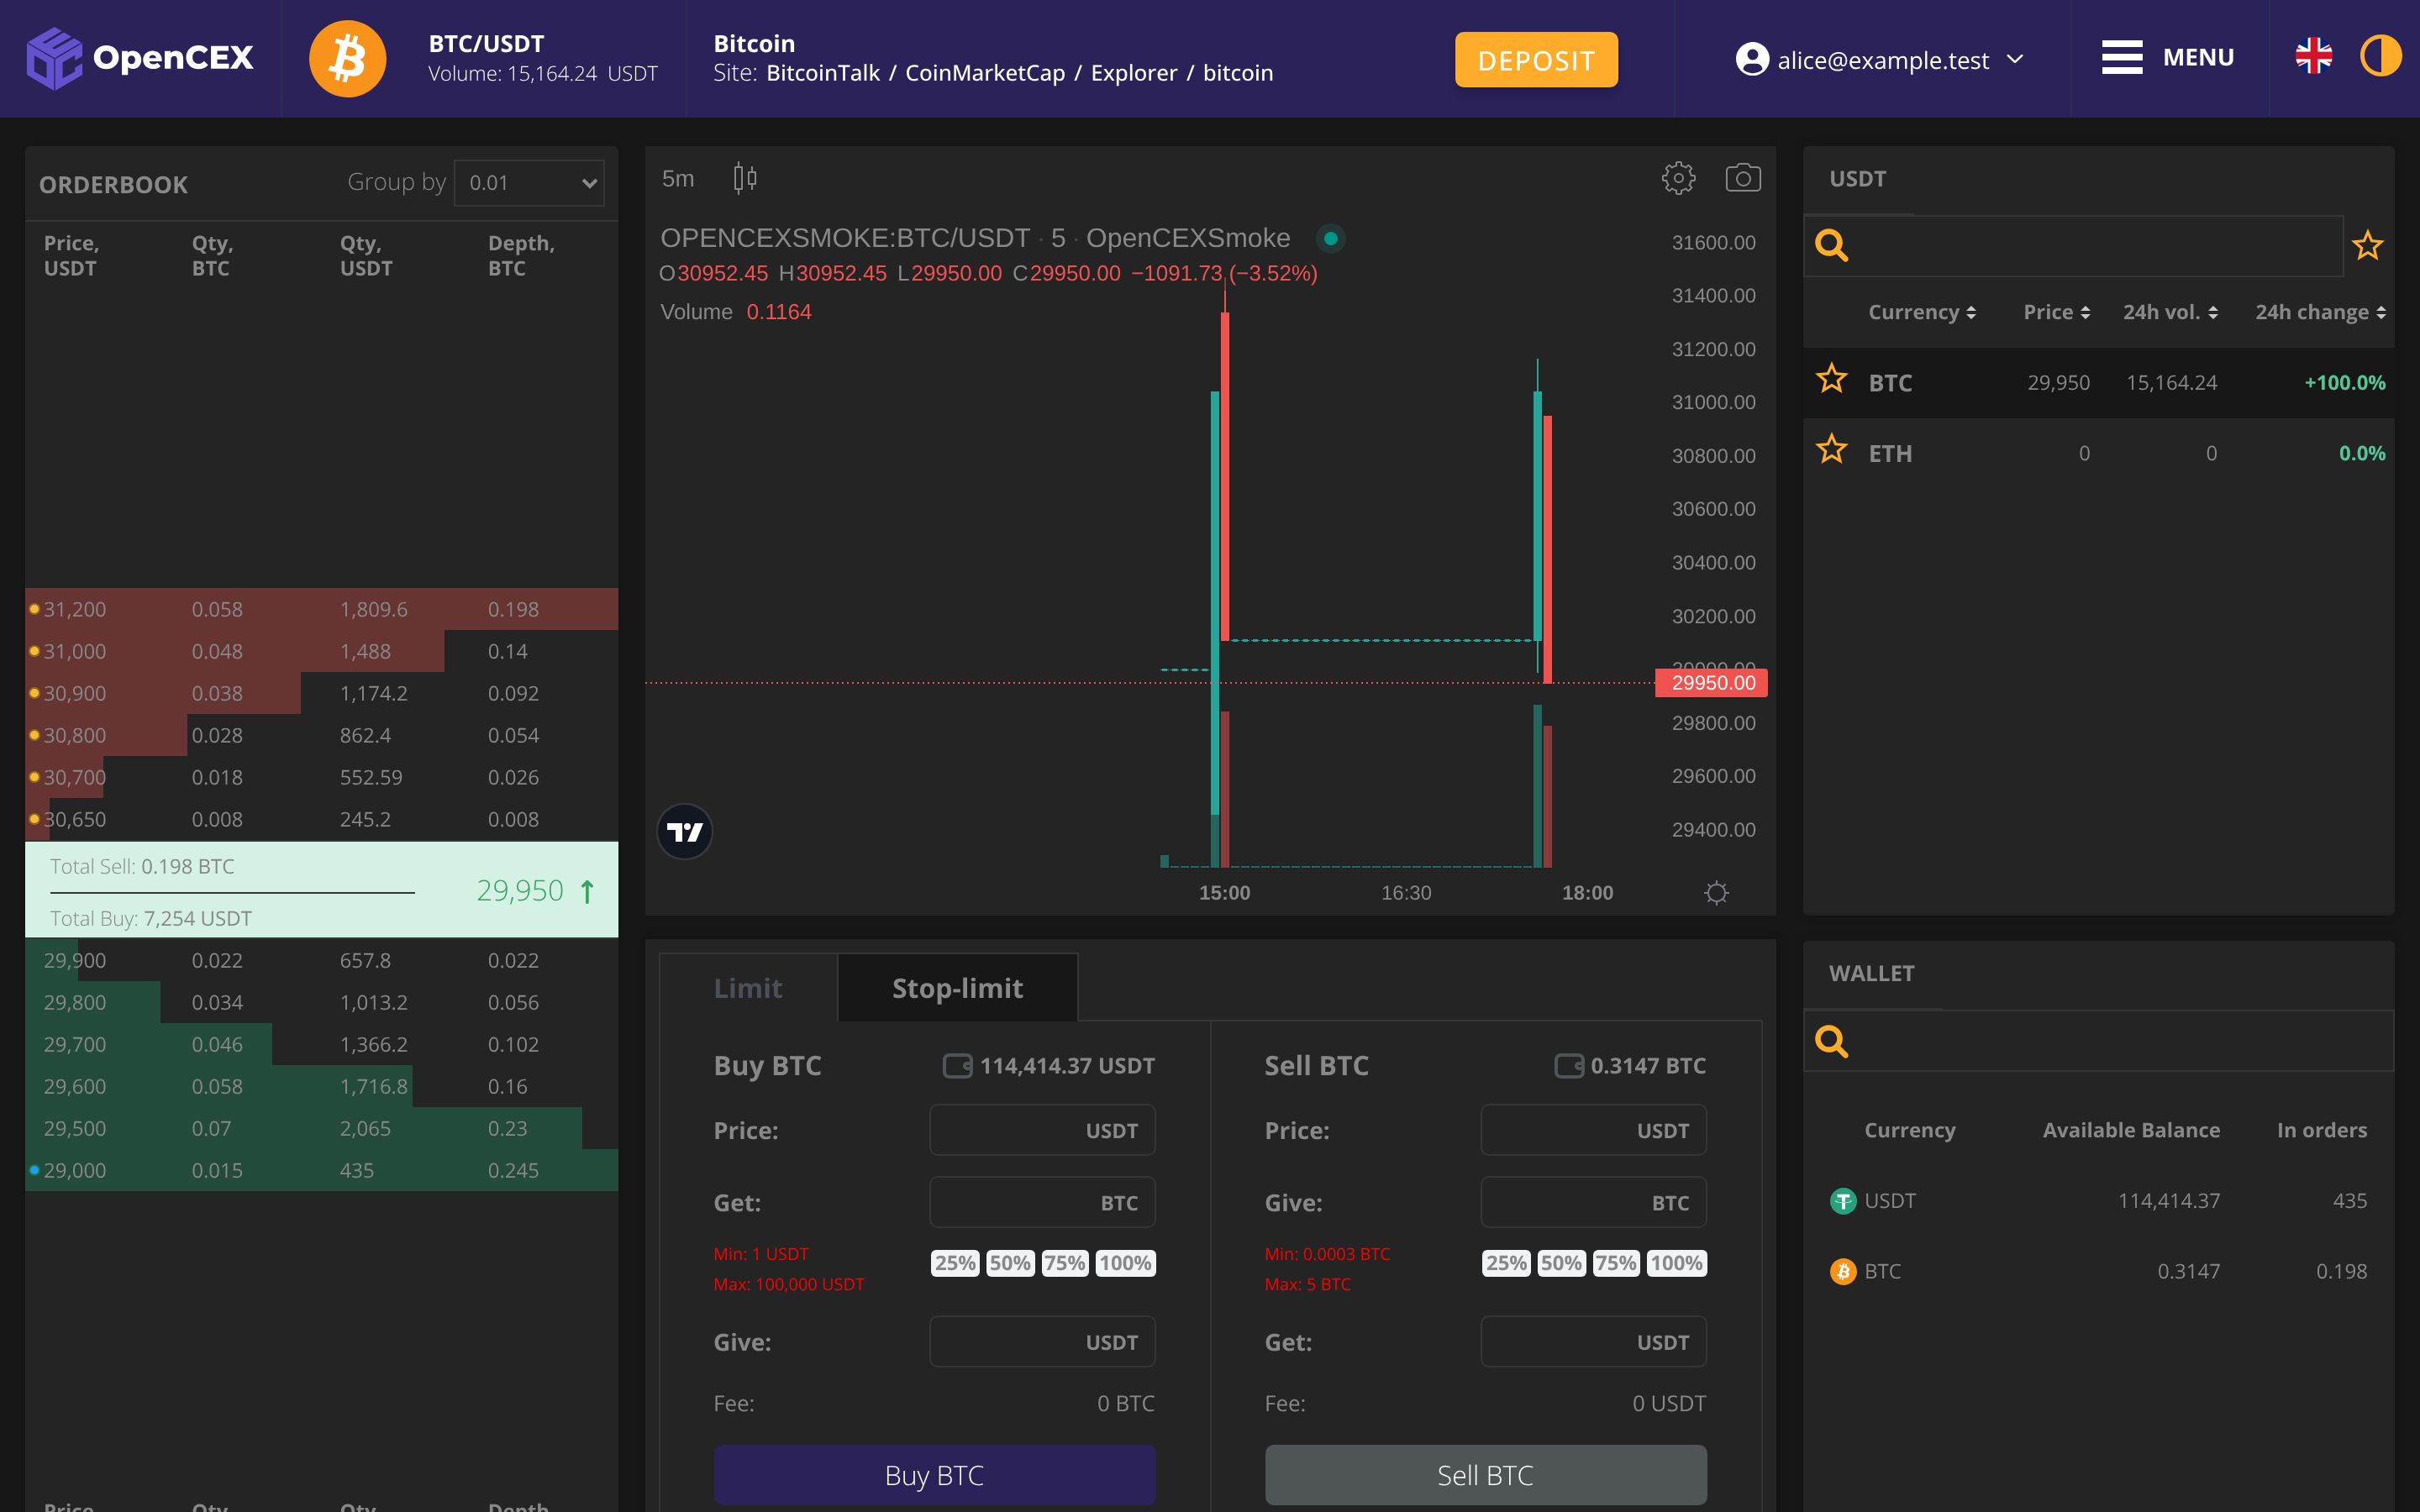 OpenCEX
BTC/USDT
Volume: 15,164.24 USDT
Bitcoin
Site: BitcoinTalk / CoinMarketCap / Explorer / bitcoin
DEPOSIT
alice@example.test
MENU
ORDERBOOK
Group by 0.01
Price, USDT Qty, BTC Qty, USDT Depth, BTC
31,200 0.058 1,809.6 0.198
31,000 0.048 1,488 0.14
30,900 0.038 1,174.2 0.092
30,800 0.028 862.4 0.054
30,700 0.018 552.59 0.026
30,650 0.008 245.2 0.008
Total Sell: 0.198 BTC
29,950 ↑
Total Buy: 7,254 USDT
29,900 0.022 657.8 0.022
29,800 0.034 1,013.2 0.056
29,700 0.046 1,366.2 0.102
29,600 0.058 1,716.8 0.16
29,500 0.07 2,065 0.23
29,000 0.015 435 0.245
Price Qty Qty Depth
5m
OPENCEXSMOKE:BTC/USDT · 5 · OpenCEXSmoke
O30952.45 H30952.45 L29950.00 C29950.00 −1091.73 (−3.52%)
Volume 0.1164
31600.00
31400.00
31200.00
31000.00
30800.00
30600.00
30400.00
30200.00
30000.00
29950.00
29800.00
29600.00
29400.00
15:00 16:30 18:00
Limit
Stop-limit
Buy BTC 114,414.37 USDT
Price: USDT
Get: BTC
Min: 1 USDT
Max: 100,000 USDT
25% 50% 75% 100%
Give: USDT
Fee: 0 BTC
Buy BTC
Sell BTC 0.3147 BTC
Price: USDT
Give: BTC
Min: 0.0003 BTC
Max: 5 BTC
25% 50% 75% 100%
Get: USDT
Fee: 0 USDT
Sell BTC
USDT
Currency Price 24h vol. 24h change
BTC 29,950 15,164.24 +100.0%
ETH 0 0 0.0%
WALLET
Currency Available Balance In orders
USDT 114,414.37 435
BTC 0.3147 0.198